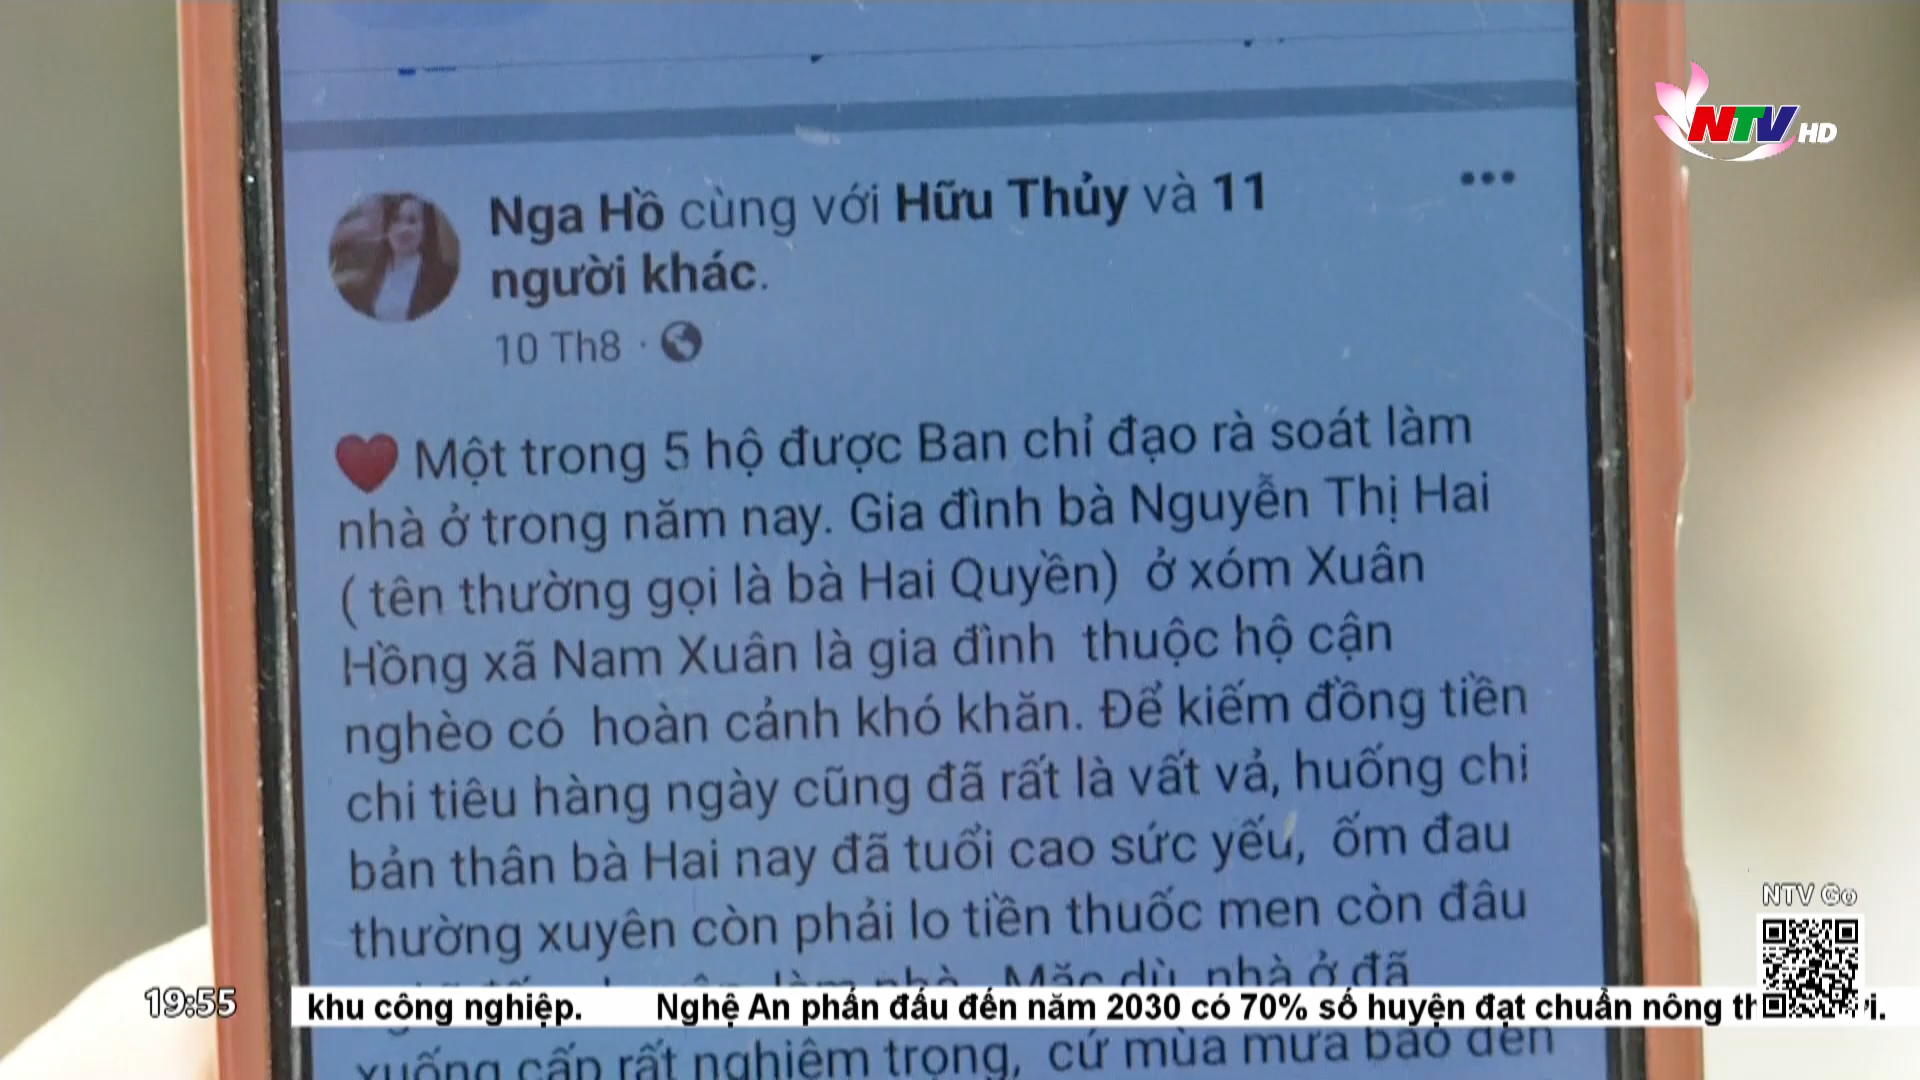 NTV HD
Nga Hồ cùng với Hữu Thủy và 11
người khác.
10 Th8 ·
Một trong 5 hộ được Ban chỉ đạo rà soát làm
nhà ở trong năm nay. Gia đình bà Nguyễn Thị Hai
( tên thường gọi là bà Hai Quyền) ở xóm Xuân
Hồng xã Nam Xuân là gia đình thuộc hộ cận
nghèo có hoàn cảnh khó khăn. Để kiếm đồng tiền
chi tiêu hàng ngày cũng đã rất là vất vả, huống chi
bản thân bà Hai nay đã tuổi cao sức yếu, ốm đau
thường xuyên còn phải lo tiền thuốc men còn đâu
làm nhà. Mặc dù nhà ở đã
xuống cấp rất nghiêm trọng, cứ mùa mưa bão đến
NTV Go
19:55
khu công nghiệp. Nghệ An phấn đấu đến năm 2030 có 70% số huyện đạt chuẩn nông